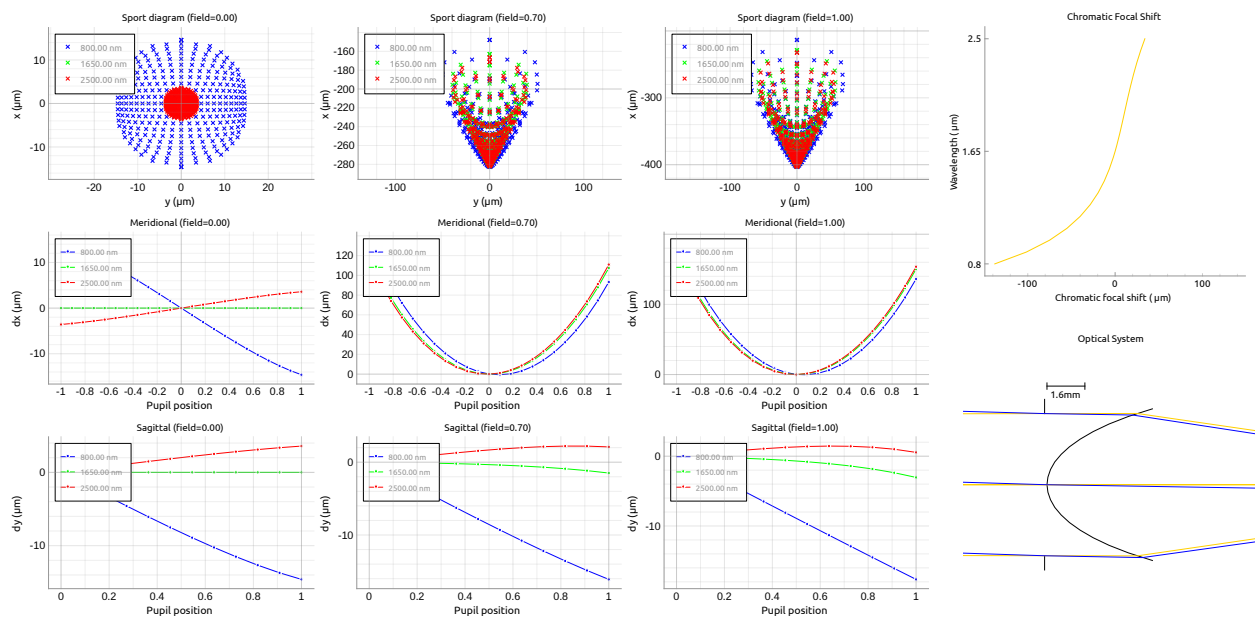 Sport diagram (field=0.00)
800.00 nm
1650.00 nm
2500.00 nm
x (µm)
10
0
-10
-20
0
20
y (µm)
Sport diagram (field=0.70)
800.00 nm
1650.00 nm
2500.00 nm
x (µm)
-160
-180
-200
-220
-240
-260
-280
-100
0
100
y (µm)
Sport diagram (field=1.00)
800.00 nm
1650.00 nm
2500.00 nm
x (µm)
-300
-400
-100
0
100
y (µm)
Chromatic Focal Shift
Wavelength (µm)
2.5
1.65
0.8
-100
0
100
Chromatic focal shift (µm)
Meridional (field=0.00)
800.00 nm
1650.00 nm
2500.00 nm
dx (µm)
10
0
-10
-1 -0.8 -0.6 -0.4 -0.2 0 0.2 0.4 0.6 0.8 1
Pupil position
Meridional (field=0.70)
800.00 nm
1650.00 nm
2500.00 nm
dx (µm)
120
100
80
60
40
20
0
-1 -0.8 -0.6 -0.4 -0.2 0 0.2 0.4 0.6 0.8 1
Pupil position
Meridional (field=1.00)
800.00 nm
1650.00 nm
2500.00 nm
dx (µm)
100
0
-1 -0.8 -0.6 -0.4 -0.2 0 0.2 0.4 0.6 0.8 1
Pupil position
Optical System
1.6mm
Sagittal (field=0.00)
800.00 nm
1650.00 nm
2500.00 nm
dy (µm)
0
-10
0 0.2 0.4 0.6 0.8 1
Pupil position
Sagittal (field=0.70)
800.00 nm
1650.00 nm
2500.00 nm
dy (µm)
0
-10
0 0.2 0.4 0.6 0.8 1
Pupil position
Sagittal (field=1.00)
800.00 nm
1650.00 nm
2500.00 nm
dy (µm)
0
-10
0 0.2 0.4 0.6 0.8 1
Pupil position